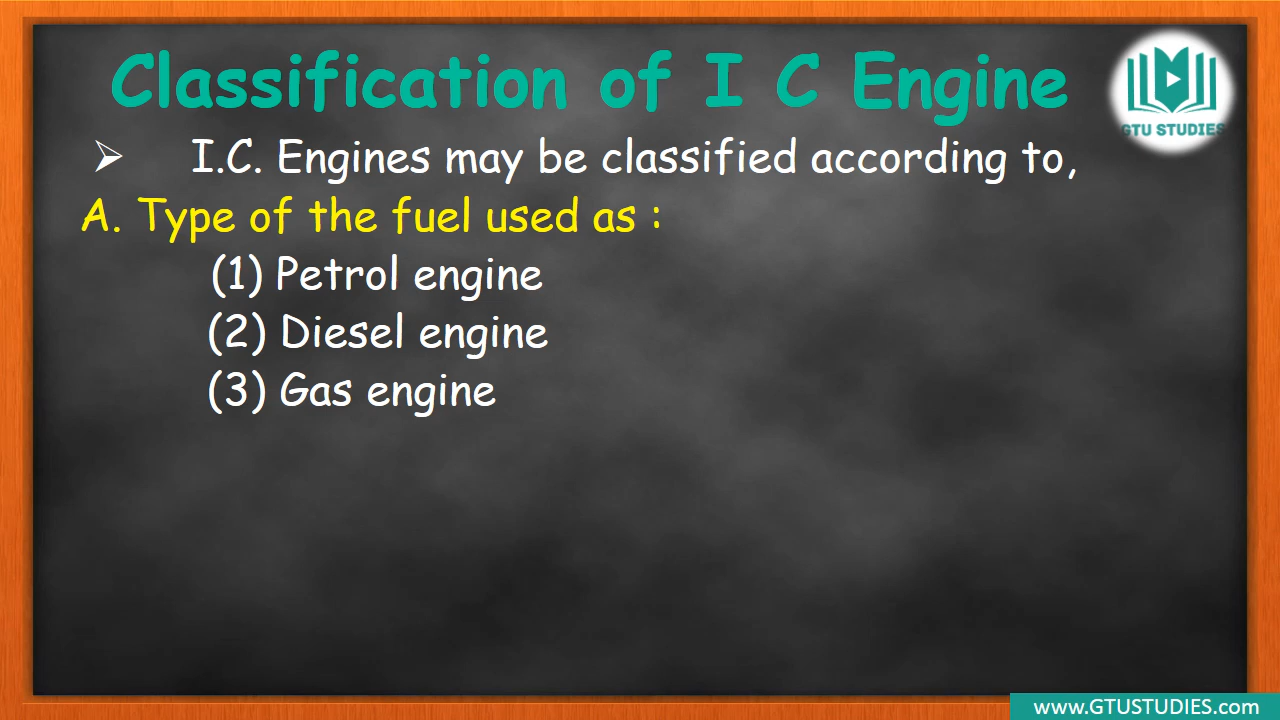 Classification of I C Engine
GTU STUDIES
➢ I.C. Engines may be classified according to,
A. Type of the fuel used as :
(1) Petrol engine
(2) Diesel engine
(3) Gas engine
www.GTUSTUDIES.com